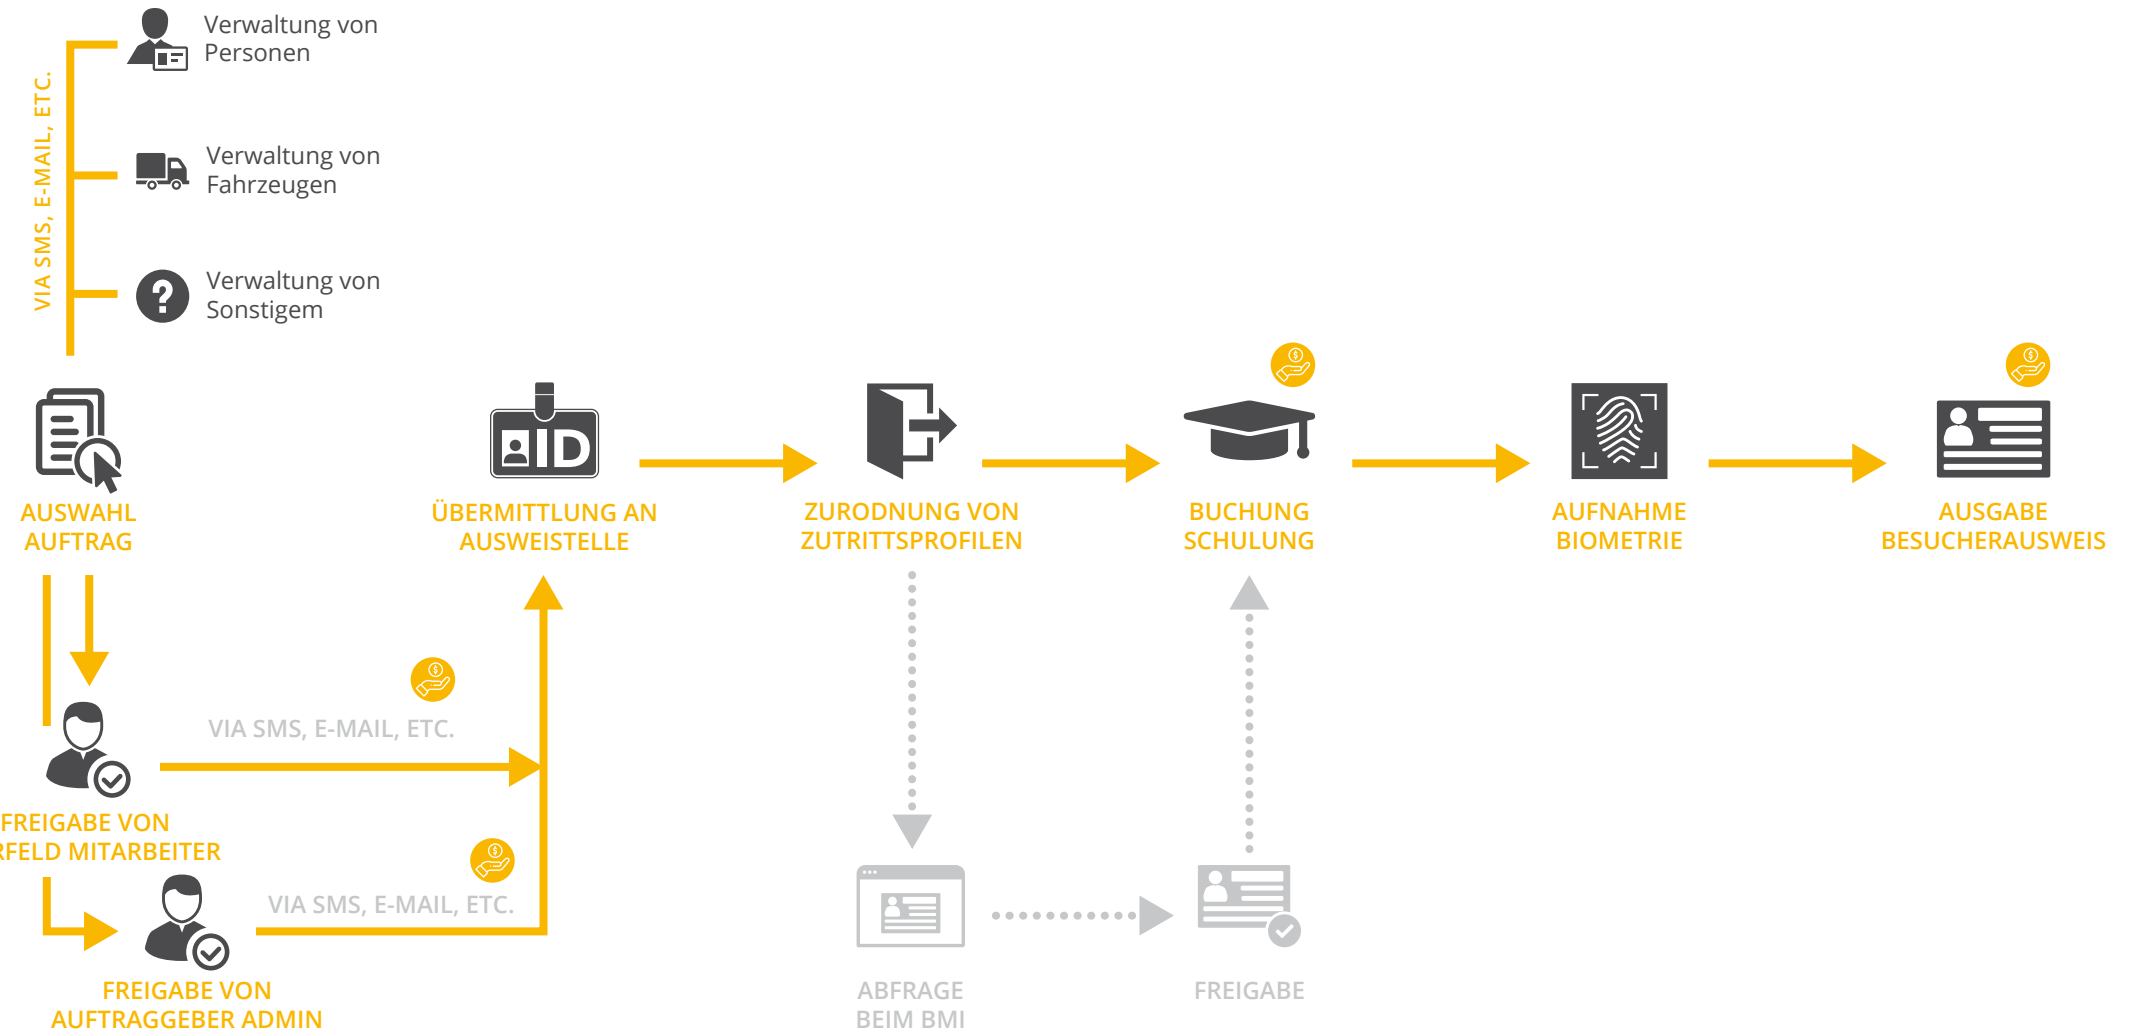 Verwaltung von
Personen
VIA SMS, E-MAIL, ETC.
Verwaltung von
Fahrzeugen
Verwaltung von
Sonstigem
ID
AUSWAHL
AUFTRAG
ÜBERMITTLUNG AN
AUSWEISTELLE
ZURODNUNG VON
ZUTRITTSPROFILEN
BUCHUNG
SCHULUNG
AUFNAHME
BIOMETRIE
AUSGABE
BESUCHERAUSWEIS
VIA SMS, E-MAIL, ETC.
FREIGABE VON
RFELD MITARBEITER
VIA SMS, E-MAIL, ETC.
FREIGABE VON
AUFTRAGGEBER ADMIN
ABFRAGE
BEIM BMI
FREIGABE